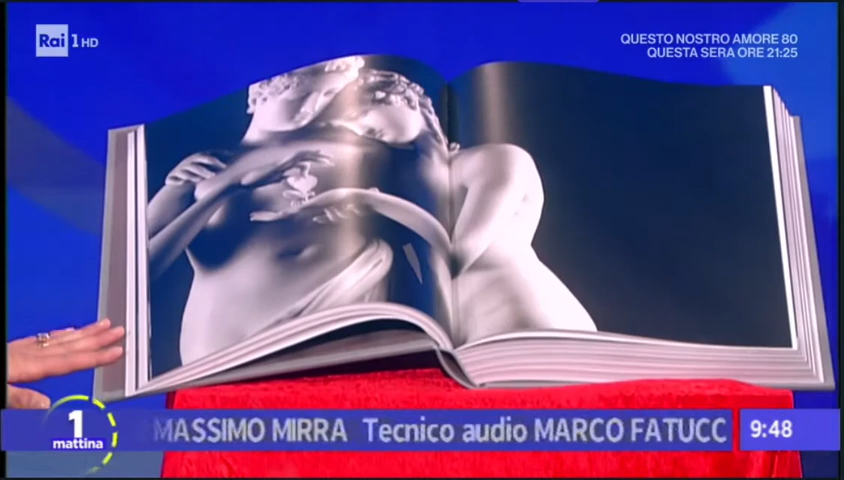 Rai 1 HD
QUESTO NOSTRO AMORE 80
QUESTA SERA ORE 21:25
1
mattina
MASSIMO MIRRA Tecnico audio MARCO FATUCC
9:48